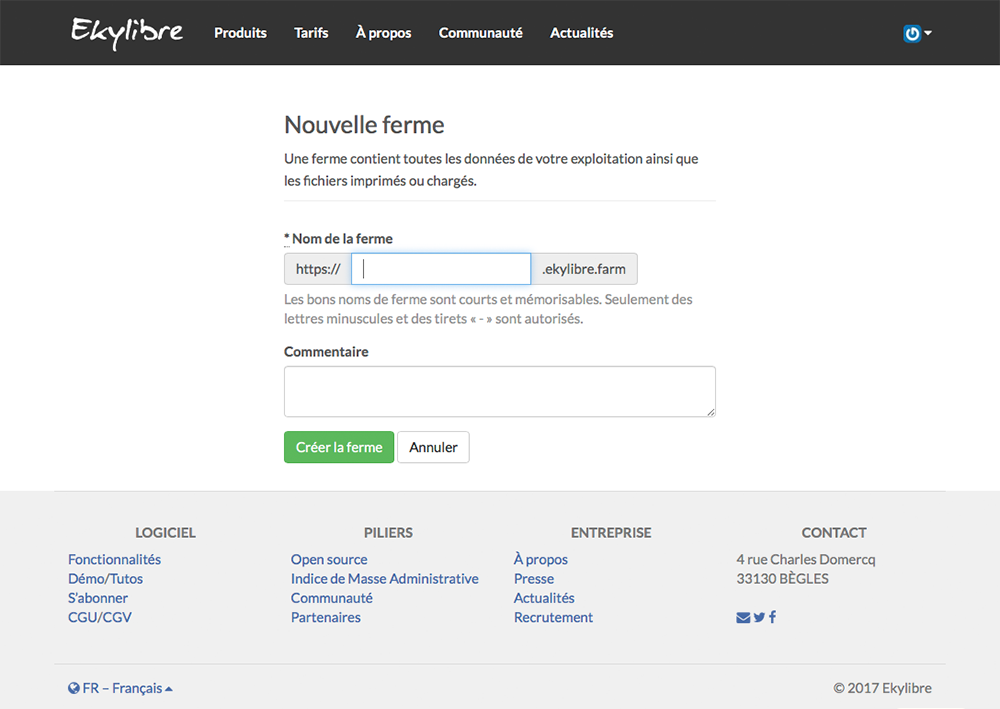 Ekylibre
Produits
Tarifs
À propos
Communauté
Actualités
Nouvelle ferme
Une ferme contient toutes les données de votre exploitation ainsi que
les fichiers imprimés ou chargés.
* Nom de la ferme
https://
.ekylibre.farm
Les bons noms de ferme sont courts et mémorisables. Seulement des
lettres minuscules et des tirets « - » sont autorisés.
Commentaire
Créer la ferme
Annuler
LOGICIEL
Fonctionnalités
Démo/Tutos
S'abonner
CGU/CGV
PILIERS
Open source
Indice de Masse Administrative
Communauté
Partenaires
ENTREPRISE
À propos
Presse
Actualités
Recrutement
CONTACT
4 rue Charles Domercq
33130 BÈGLES
FR – Français
© 2017 Ekylibre